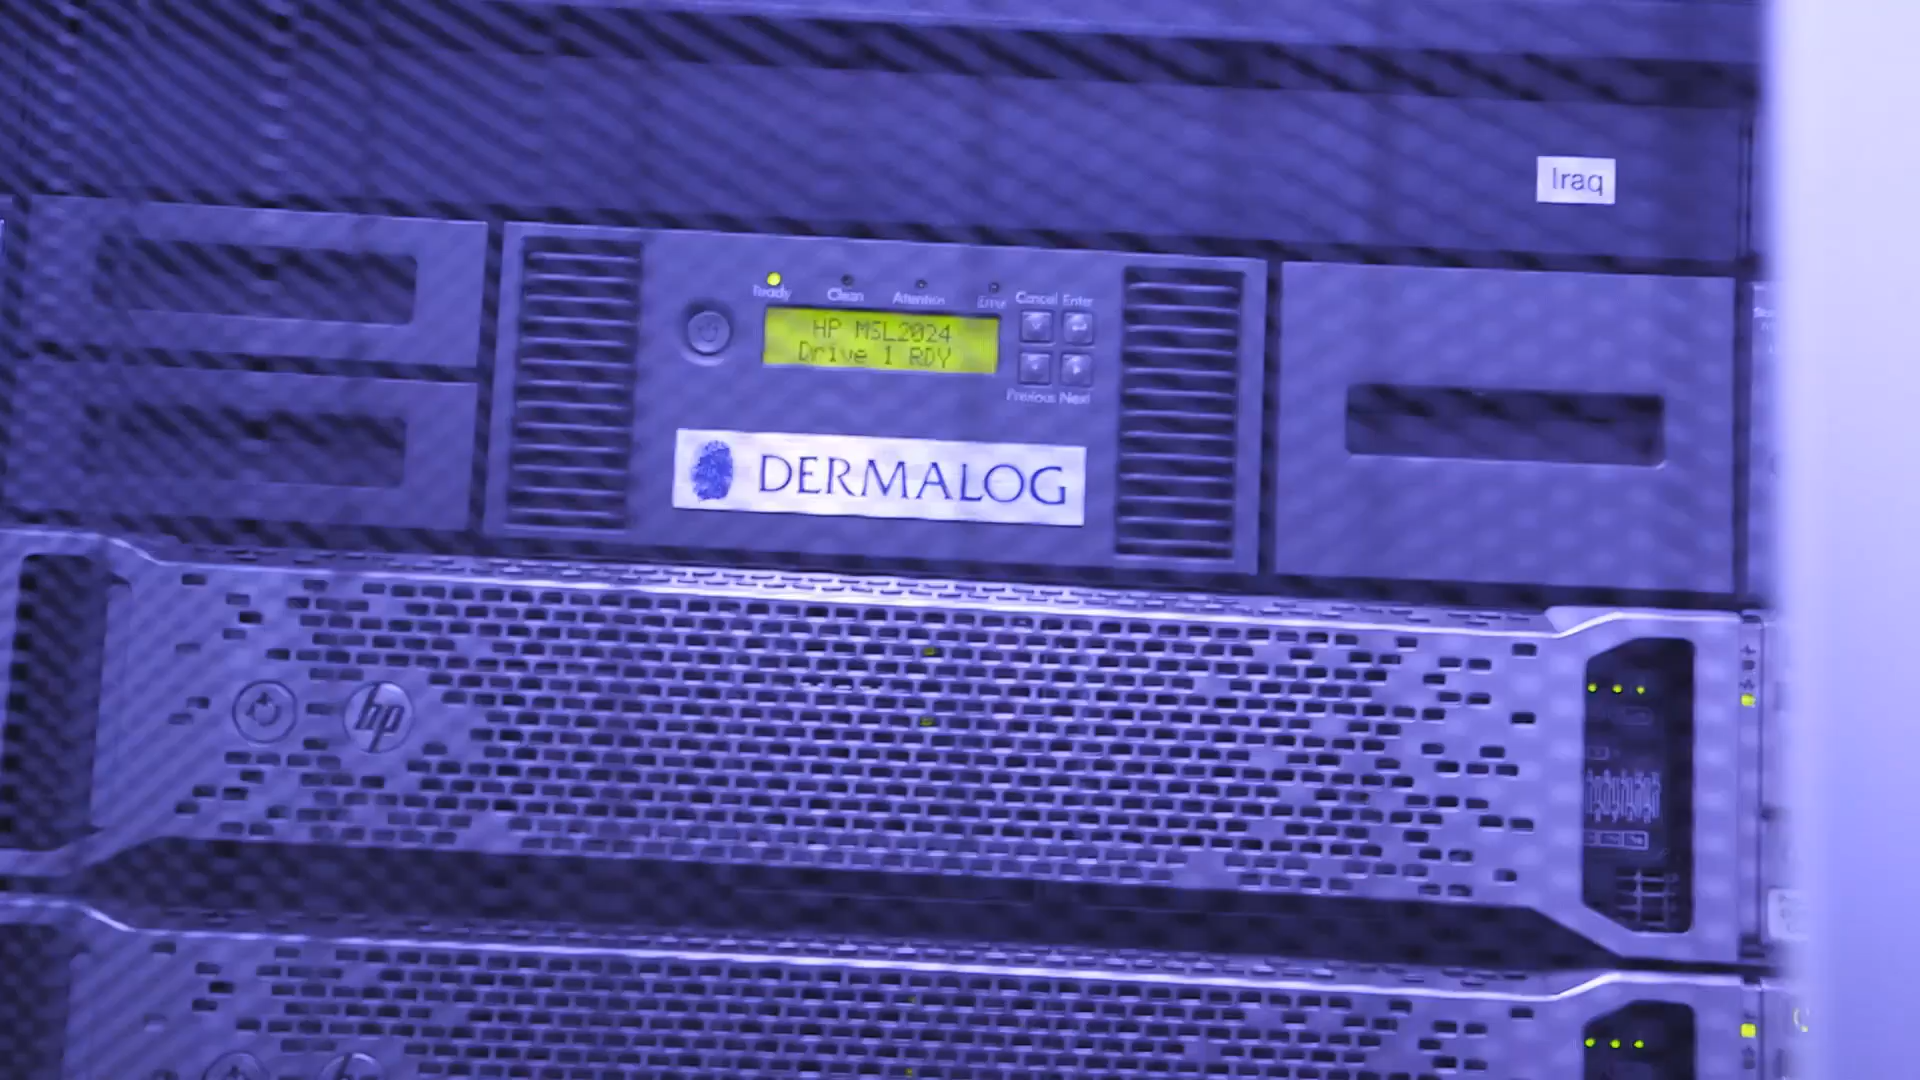 Iraq
Ready Clean Attention Error Cancel Enter
HP MSL2024
Drive 1 RDY
Previous Next
DERMALOG
hp